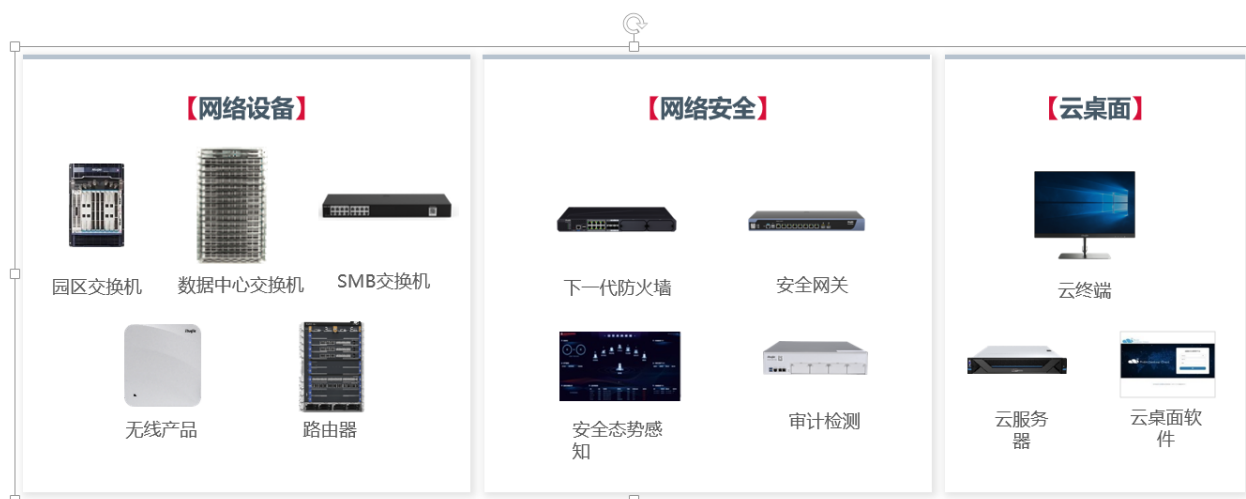 【网络设备】
园区交换机
数据中心交换机
SMB交换机
无线产品
路由器
【网络安全】
下一代防火墙
安全网关
安全态势感
知
审计检测
【云桌面】
云终端
云服务
器
云桌面软
件